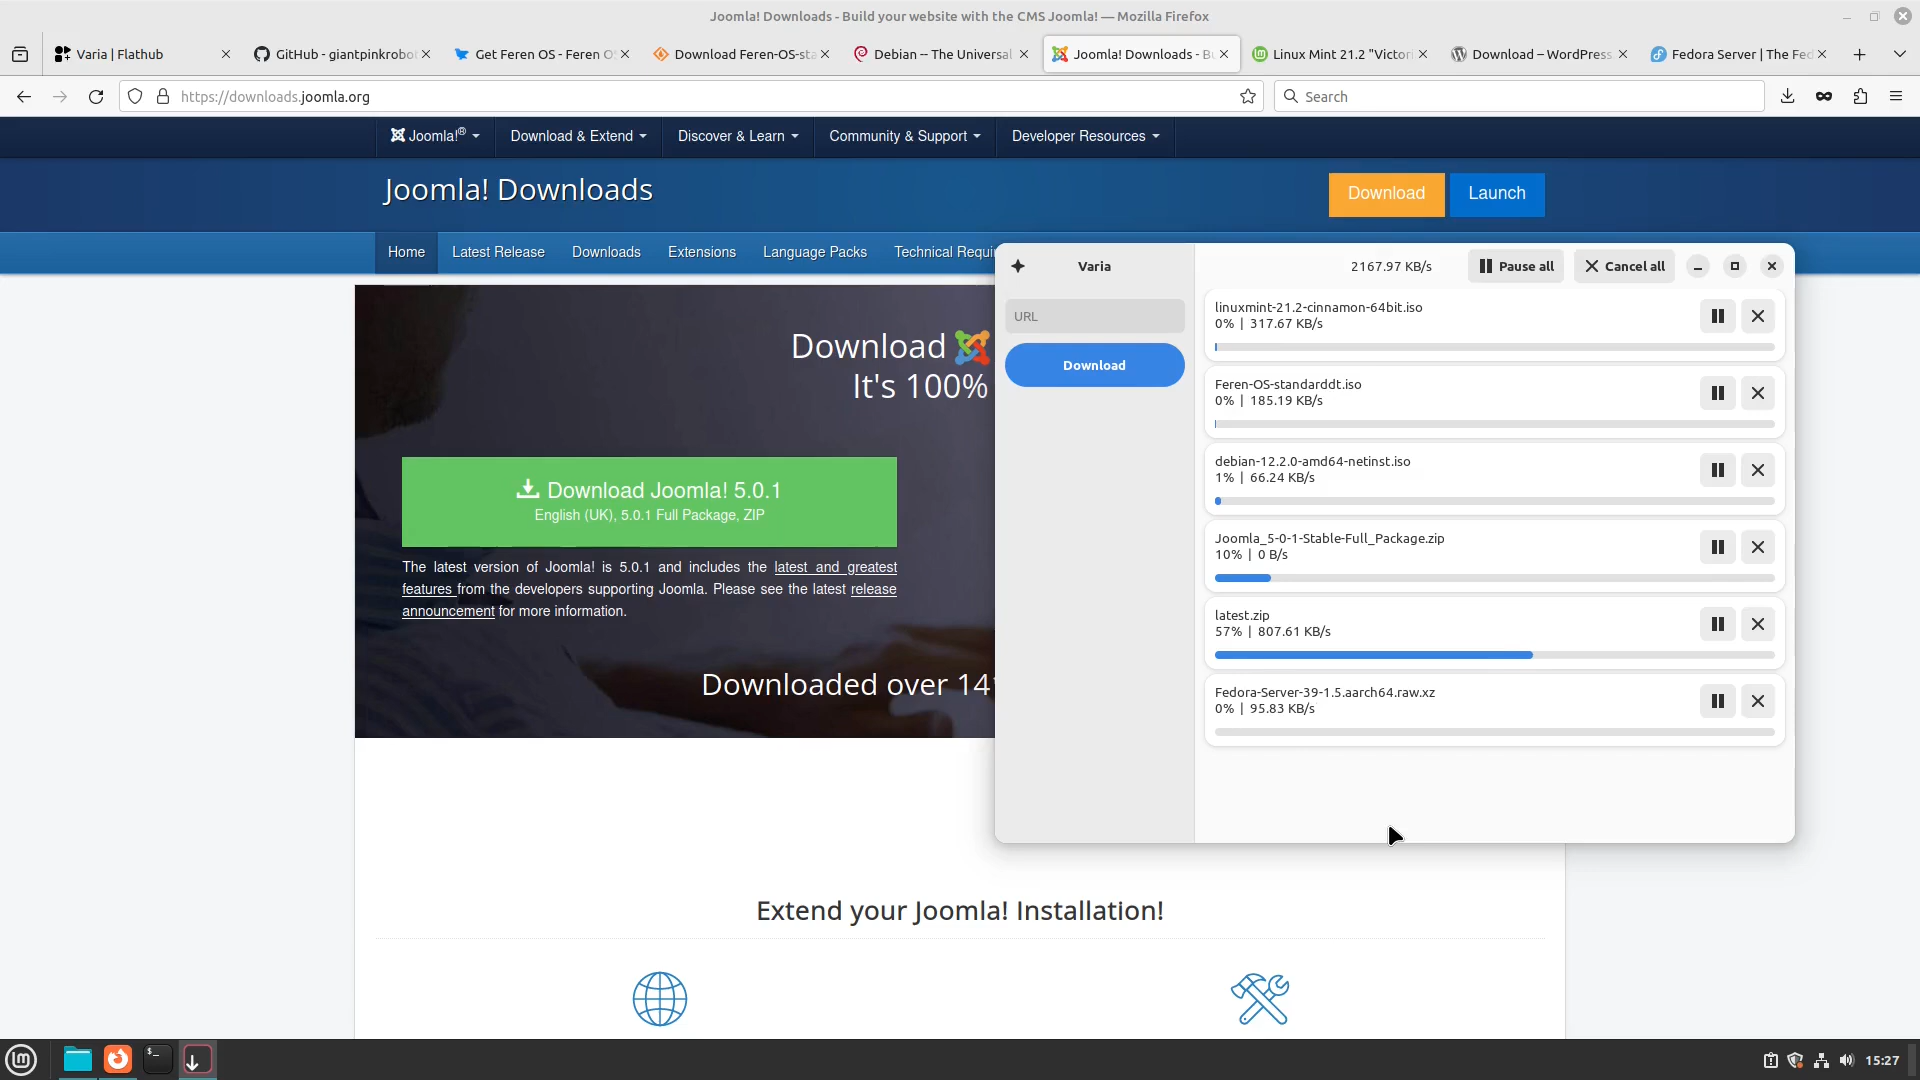 Joomla! Downloads - Build your website with the CMS Joomla! — Mozilla Firefox
Varia | Flathub
GitHub - giantpinkrobo
Get Feren OS - Feren O
Download Feren-OS-sta
Debian -- The Universal
Joomla! Downloads - Bu
Linux Mint 21.2 "Victori
Download – WordPress
Fedora Server | The Fed
https://downloads.joomla.org
Search
Joomla!®
Download & Extend
Discover & Learn
Community & Support
Developer Resources
Joomla! Downloads
Download
Launch
Home
Latest Release
Downloads
Extensions
Language Packs
Technical Requi
Download
It's 100%
Download Joomla! 5.0.1
English (UK), 5.0.1 Full Package, ZIP
The latest version of Joomla! is 5.0.1 and includes the latest and greatest
features from the developers supporting Joomla. Please see the latest release
announcement for more information.
Downloaded over 14
Extend your Joomla! Installation!
Varia
2167.97 KB/s
Pause all
Cancel all
URL
Download
linuxmint-21.2-cinnamon-64bit.iso
0% | 317.67 KB/s
Feren-OS-standarddt.iso
0% | 185.19 KB/s
debian-12.2.0-amd64-netinst.iso
1% | 66.24 KB/s
Joomla_5-0-1-Stable-Full_Package.zip
10% | 0 B/s
latest.zip
57% | 807.61 KB/s
Fedora-Server-39-1.5.aarch64.raw.xz
0% | 95.83 KB/s
15:27